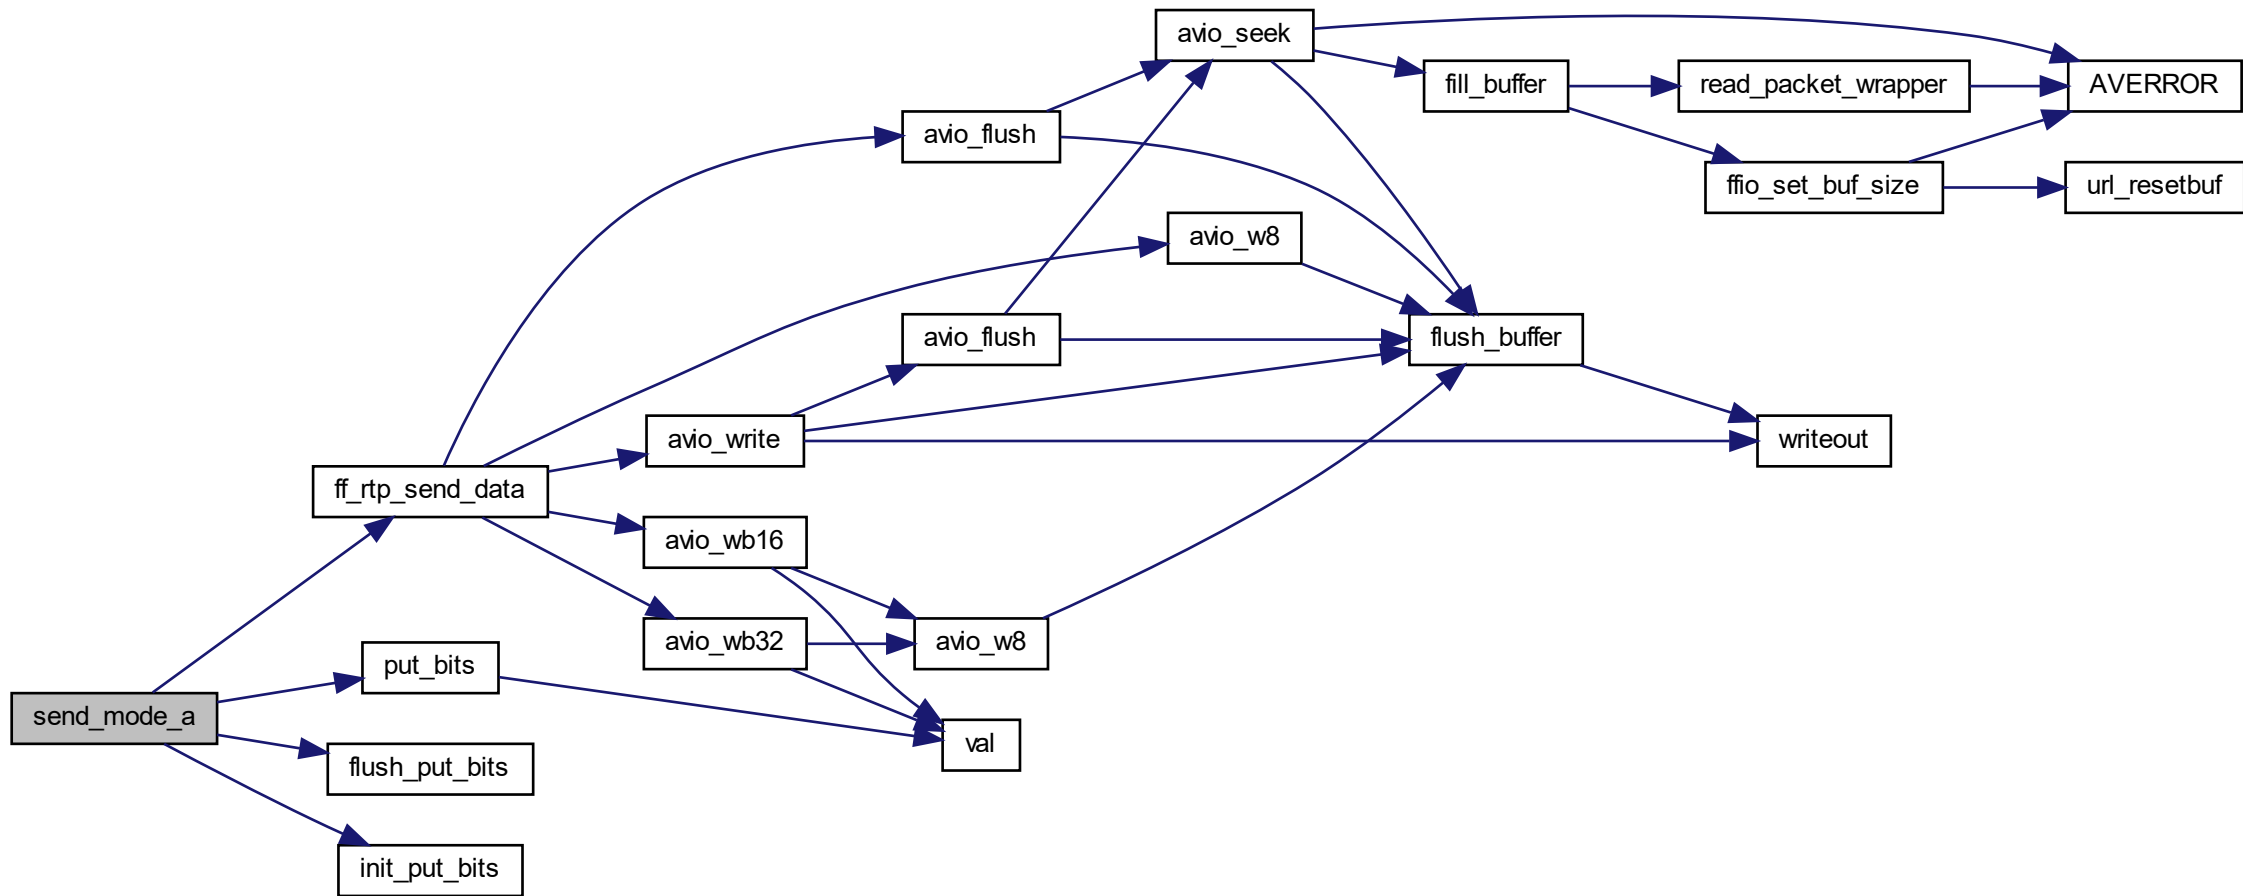 avio_seek
fill_buffer
read_packet_wrapper
AVERROR
avio_flush
ffio_set_buf_size
url_resetbuf
avio_w8
avio_flush
flush_buffer
avio_write
writeout
ff_rtp_send_data
avio_wb16
avio_wb32
avio_w8
put_bits
send_mode_a
val
flush_put_bits
init_put_bits